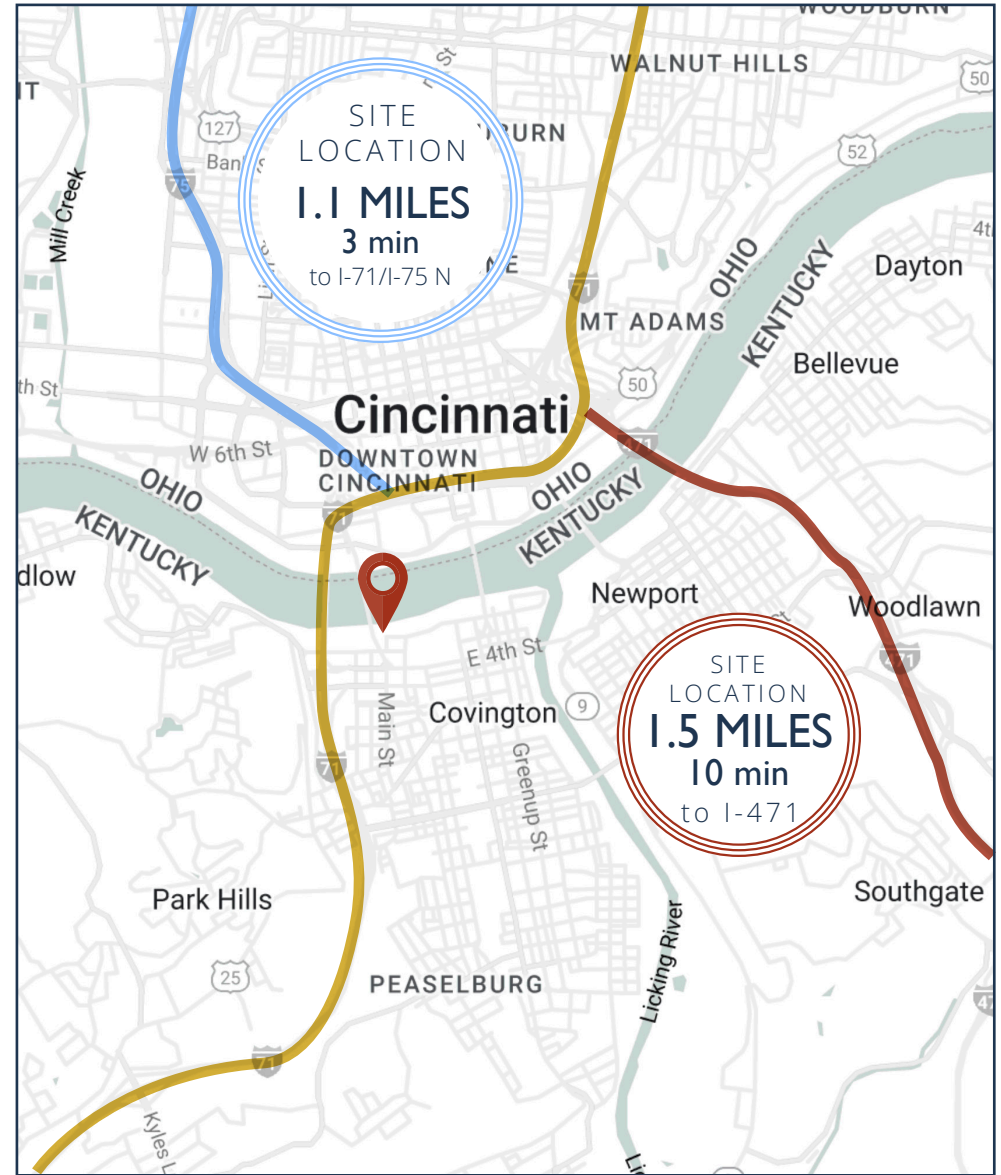 WOODBURN
WALNUT HILLS
50
127
52
SITE
LOCATION
1.1 MILES
3 min
to I-71/I-75 N
Mill Creek
75
OHIO
KENTUCKY
Dayton
71
MT ADAMS
Bellevue
50
Cincinnati
W 6th St
DOWNTOWN
CINCINNATI
471
OHIO
KENTUCKY
OHIO
KENTUCKY
71
Newport
Woodlawn
E 4th St
Main St
Covington
9
Greenup St
471
SITE
LOCATION
1.5 MILES
10 min
to I-471
71
Park Hills
Southgate
25
PEASELBURG
Licking River
71